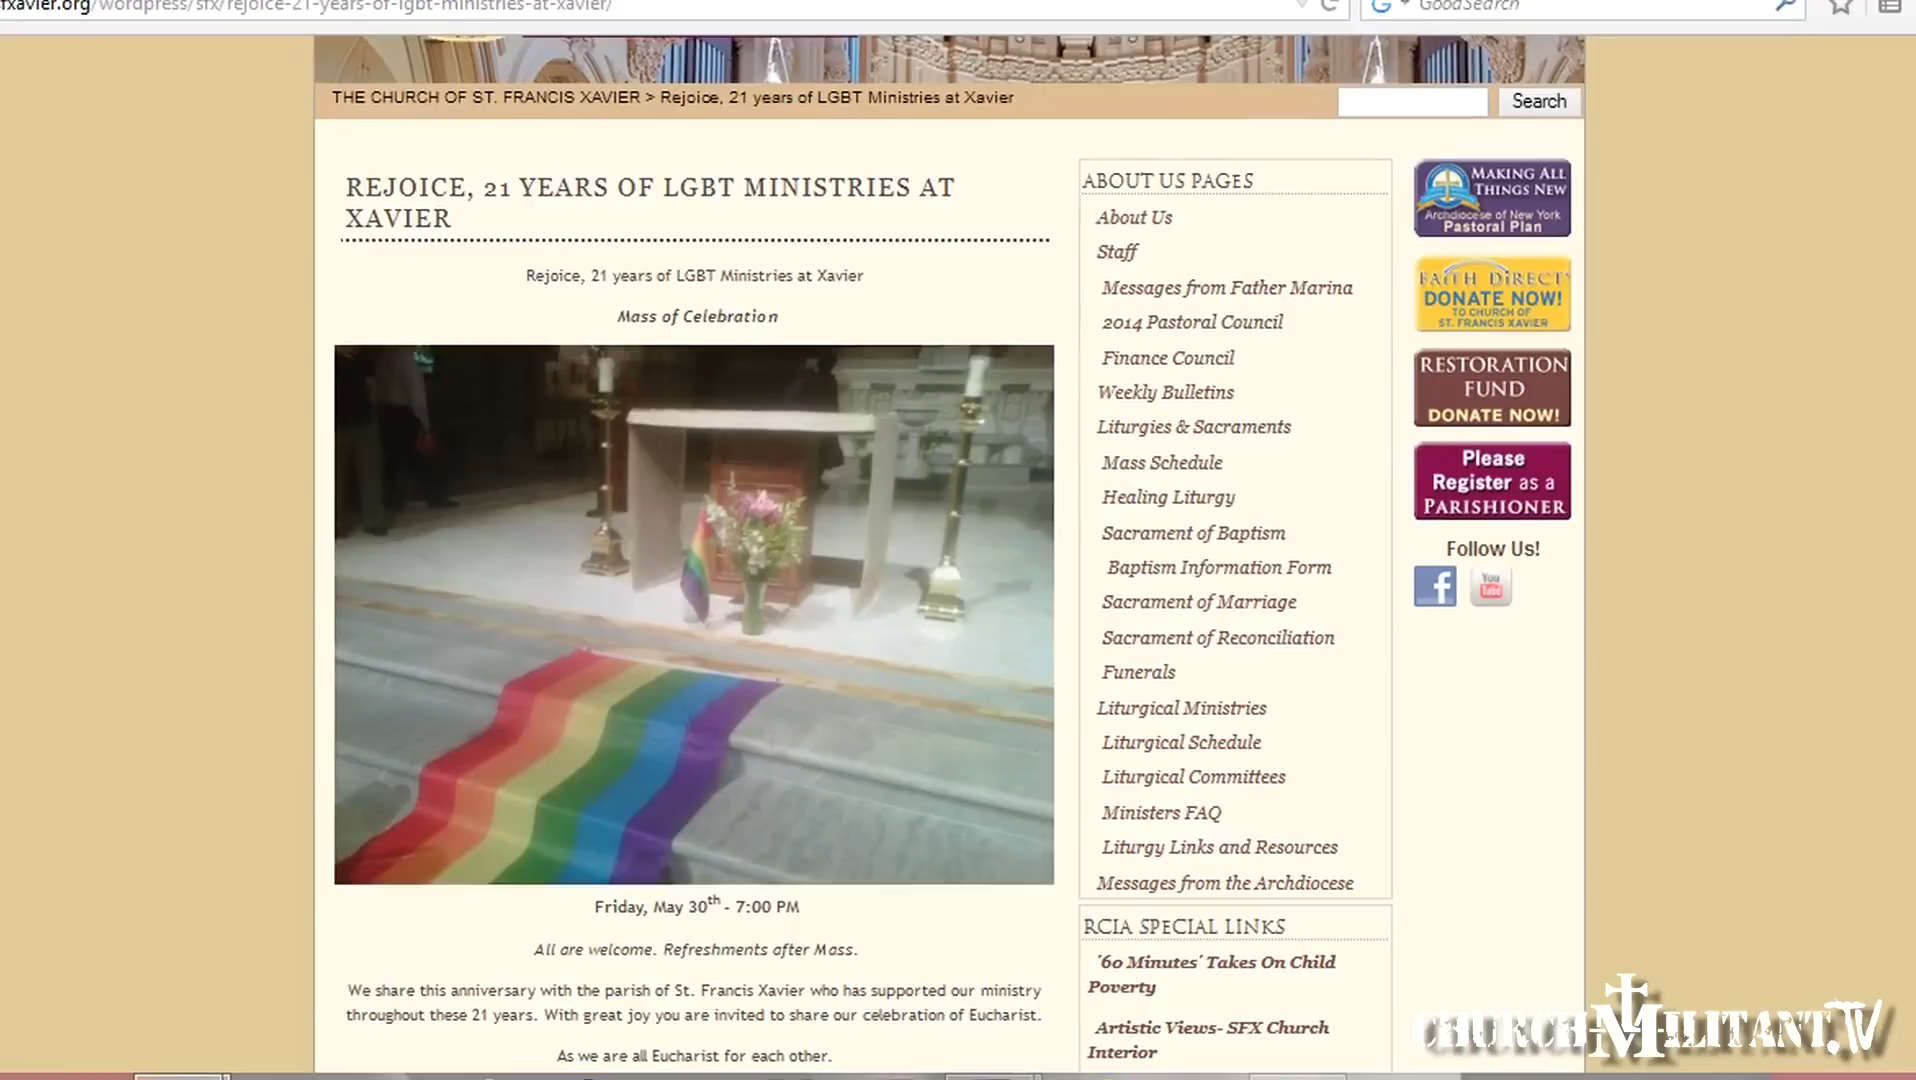 fxavier.org/wordpress/sfx/rejoice-21-years-of-lgbt-ministries-at-xavier/
GoodSearch
THE CHURCH OF ST. FRANCIS XAVIER > Rejoice, 21 years of LGBT Ministries at Xavier
Search
REJOICE, 21 YEARS OF LGBT MINISTRIES AT
XAVIER
Rejoice, 21 years of LGBT Ministries at Xavier
Mass of Celebration
Friday, May 30th - 7:00 PM
All are welcome. Refreshments after Mass.
We share this anniversary with the parish of St. Francis Xavier who has supported our ministry
throughout these 21 years. With great joy you are invited to share our celebration of Eucharist.
As we are all Eucharist for each other.
ABOUT US PAGES
About Us
Staff
Messages from Father Marina
2014 Pastoral Council
Finance Council
Weekly Bulletins
Liturgies & Sacraments
Mass Schedule
Healing Liturgy
Sacrament of Baptism
Baptism Information Form
Sacrament of Marriage
Sacrament of Reconciliation
Funerals
Liturgical Ministries
Liturgical Schedule
Liturgical Committees
Ministers FAQ
Liturgy Links and Resources
Messages from the Archdiocese
RCIA SPECIAL LINKS
'60 Minutes' Takes On Child
Poverty
Artistic Views- SFX Church
Interior
MAKING ALL
THINGS NEW
Archdiocese of New York
Pastoral Plan
FAITH DIRECT
DONATE NOW!
TO CHURCH OF
ST. FRANCIS XAVIER
RESTORATION
FUND
DONATE NOW!
Please
Register as a
PARISHIONER
Follow Us!
f
You
Tube
CHURCHMILITANT.TV